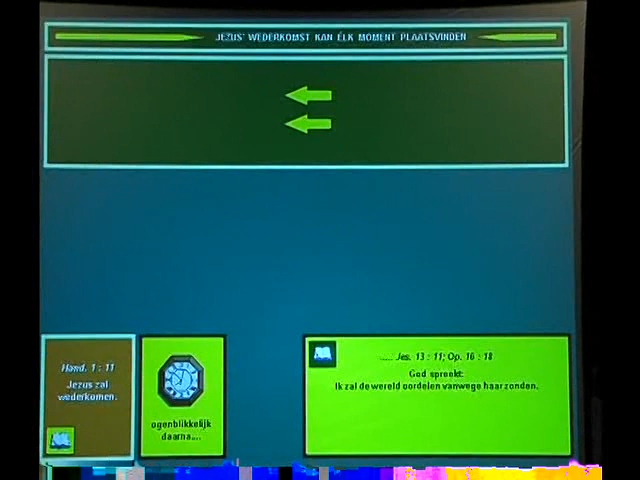 JEZUS' WEDERKOMST KAN ÉLK MOMENT PLAATSVINDEN
Hand. 1 : 11
Jezus zal
wederkomen.
ogenblikkelijk
daarna....
..... Jes. 13 : 11; Op. 16 : 18
God spreekt:
Ik zal de wereld oordelen vanwege haar zonden.